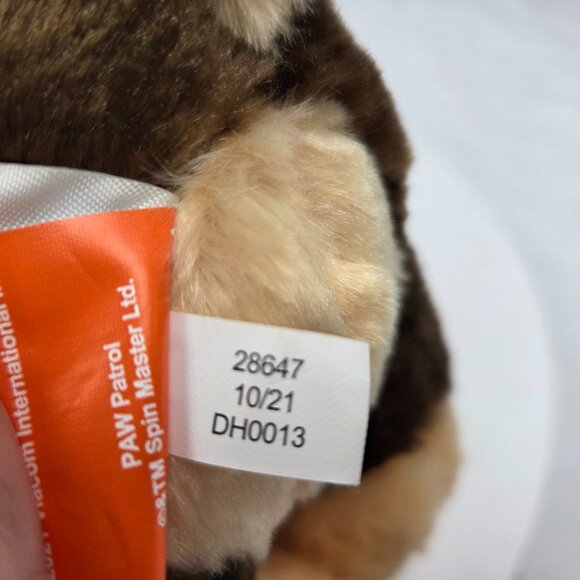 PAW Patrol
©&TM Spin Master Ltd.
Viacom International
28647
10/21
DH0013